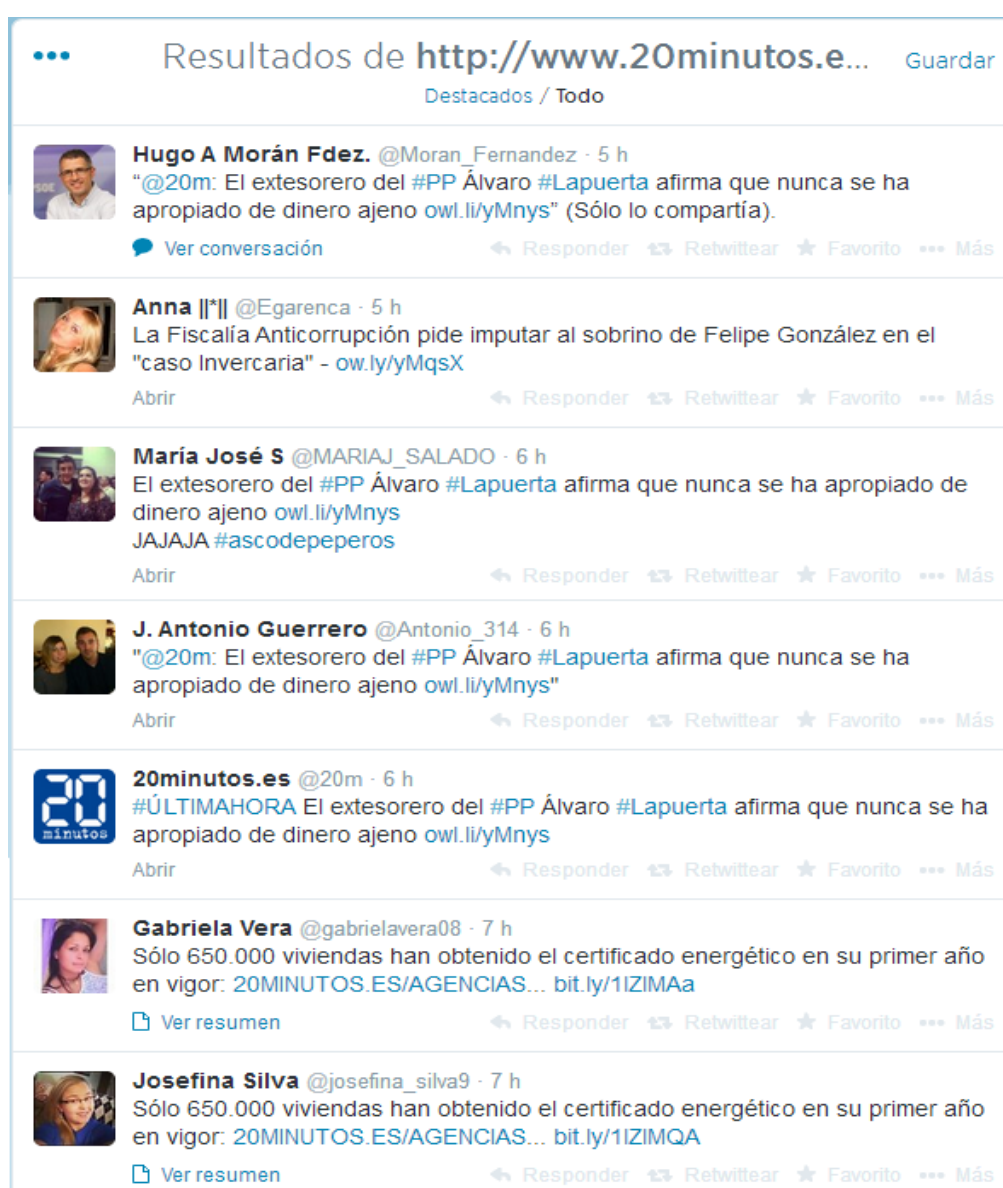 ••• Resultados de http://www.20minutos.e... Guardar
Destacados / Todo
Hugo A Morán Fdez. @Moran_Fernandez · 5 h
“@20m: El extesorero del #PP Álvaro #Lapuerta afirma que nunca se ha
apropiado de dinero ajeno owl.li/yMnys” (Sólo lo compartía).
Ver conversación Responder Retwittear Favorito ••• Más
Anna ||*|| @Egarenca · 5 h
La Fiscalía Anticorrupción pide imputar al sobrino de Felipe González en el
"caso Invercaria" - ow.ly/yMqsX
Abrir Responder Retwittear Favorito ••• Más
María José S @MARIAJ_SALADO · 6 h
El extesorero del #PP Álvaro #Lapuerta afirma que nunca se ha apropiado de
dinero ajeno owl.li/yMnys
JAJAJA #ascodepeperos
Abrir Responder Retwittear Favorito ••• Más
J. Antonio Guerrero @Antonio_314 · 6 h
"@20m: El extesorero del #PP Álvaro #Lapuerta afirma que nunca se ha
apropiado de dinero ajeno owl.li/yMnys"
Abrir Responder Retwittear Favorito ••• Más
20 minutos
20minutos.es @20m · 6 h
#ÚLTIMAHORA El extesorero del #PP Álvaro #Lapuerta afirma que nunca se ha
apropiado de dinero ajeno owl.li/yMnys
Abrir Responder Retwittear Favorito ••• Más
Gabriela Vera @gabrielavera08 · 7 h
Sólo 650.000 viviendas han obtenido el certificado energético en su primer año
en vigor: 20MINUTOS.ES/AGENCIAS... bit.ly/1lZlMAa
Ver resumen Responder Retwittear Favorito ••• Más
Josefina Silva @josefina_silva9 · 7 h
Sólo 650.000 viviendas han obtenido el certificado energético en su primer año
en vigor: 20MINUTOS.ES/AGENCIAS... bit.ly/1lZlMQA
Ver resumen Responder Retwittear Favorito ••• Más